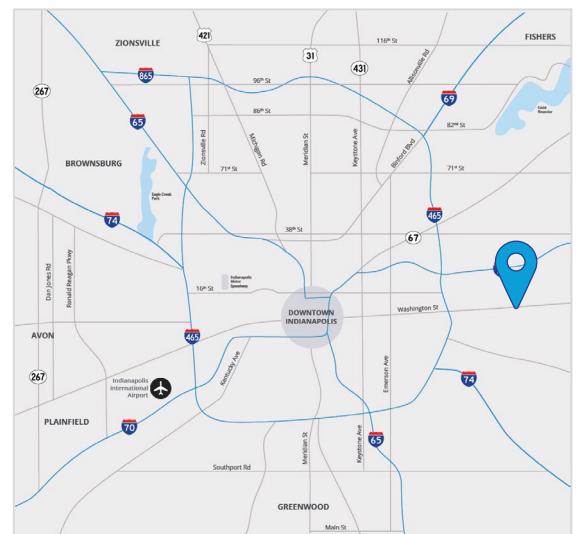 ZIONSVILLE
421
116th St
FISHERS
31
431
Allisonville Rd
865
96th St
267
69
86th St
65
82nd St
Geist
Reservoir
Zionsville Rd
Michigan Rd
Meridian St
Keystone Ave
Binford Blvd
BROWNSBURG
71st St
71st St
Eagle Creek
Park
74
465
38th St
67
Dan Jones Rd
Ronald Reagan Pkwy
Indianapolis
Motor
Speedway
16th St
DOWNTOWN
INDIANAPOLIS
Washington St
AVON
465
Kentucky Ave
Emerson Ave
267
Indianapolis
International
Airport
74
PLAINFIELD
70
65
Meridian St
Keystone Ave
Southport Rd
GREENWOOD
Main St